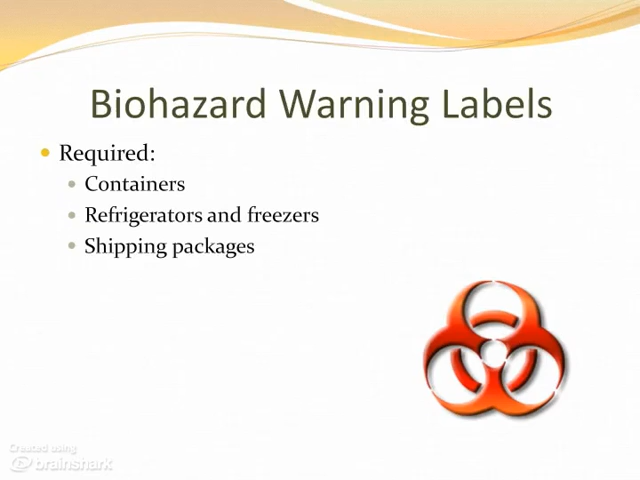 Biohazard Warning Labels
Required:
Containers
Refrigerators and freezers
Shipping packages
Created using
brainshark